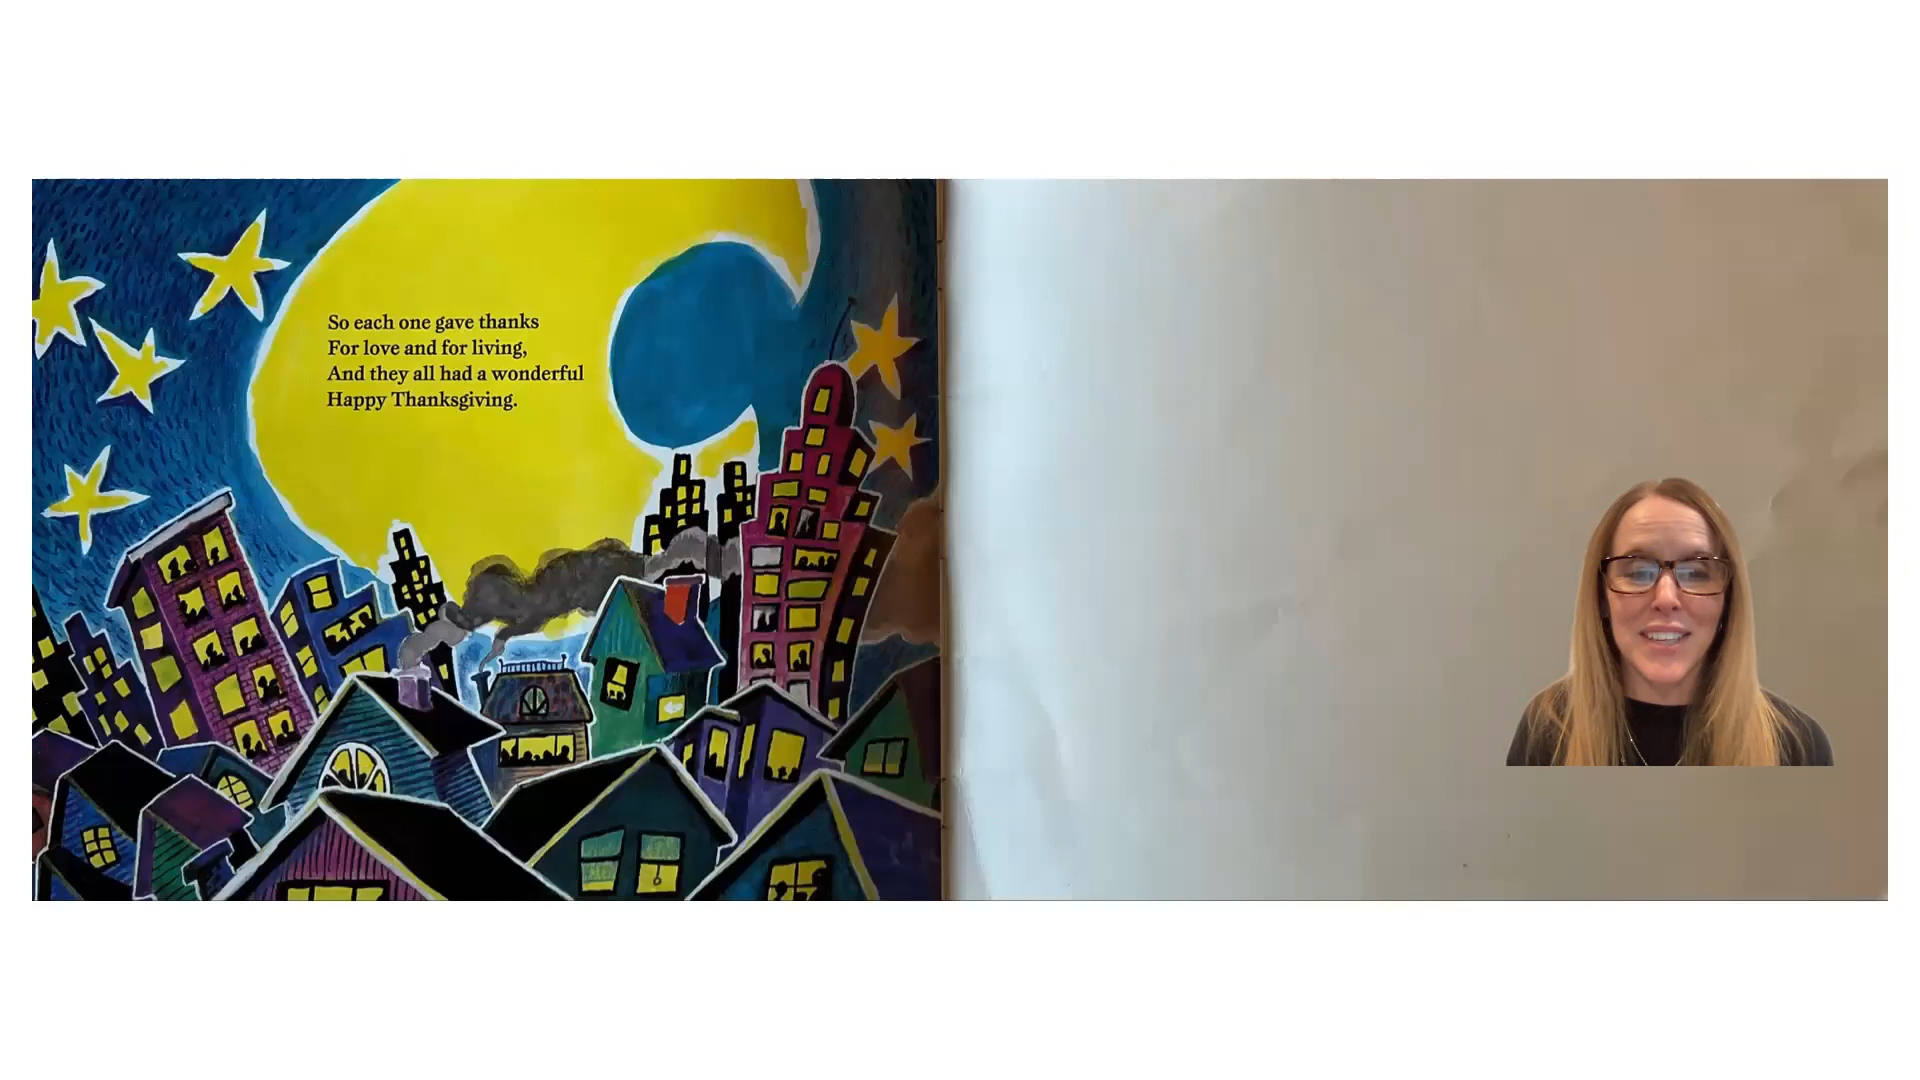 So each one gave thanks
For love and for living,
And they all had a wonderful
Happy Thanksgiving.